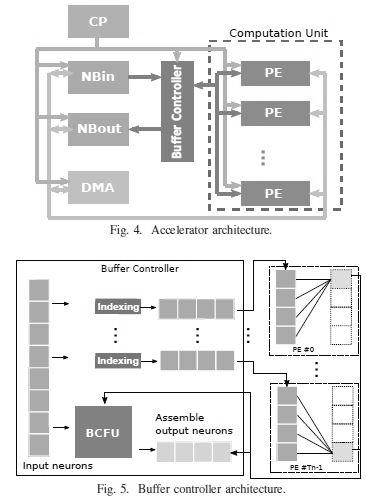 CP
Computation Unit
NBin
PE
Buffer Controller
PE
NBout
DMA
PE
Fig. 4. Accelerator architecture.
Buffer Controller
Indexing
PE #0
Indexing
BCFU
Assemble
output neurons
Input neurons
PE #Tn-1
Fig. 5. Buffer controller architecture.